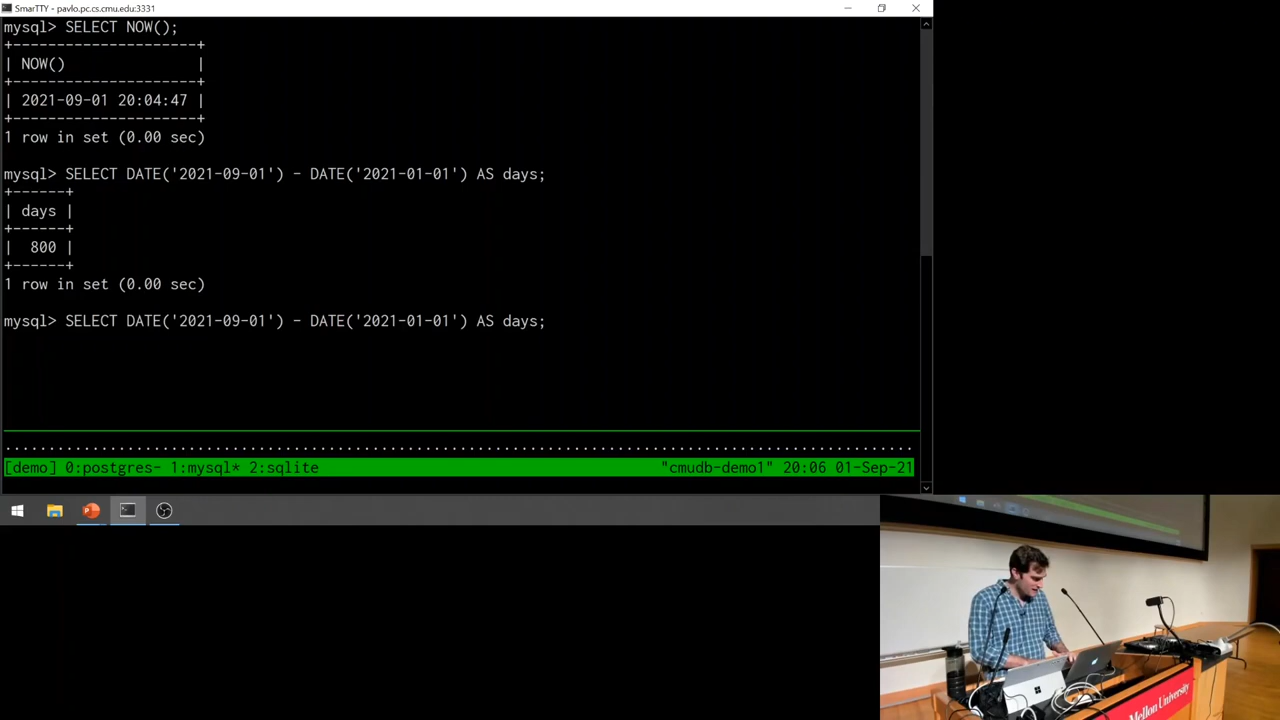 SmarTTY - pavlo.pc.cs.cmu.edu:3331
mysql> SELECT NOW();
+---------------------+
| NOW()               |
+---------------------+
| 2021-09-01 20:04:47 |
+---------------------+
1 row in set (0.00 sec)
mysql> SELECT DATE('2021-09-01') - DATE('2021-01-01') AS days;
+------+
| days |
+------+
|  800 |
+------+
1 row in set (0.00 sec)
mysql> SELECT DATE('2021-09-01') - DATE('2021-01-01') AS days;
[demo] 0:postgres- 1:mysql* 2:sqlite "cmudb-demo1" 20:06 01-Sep-21
Mellon University